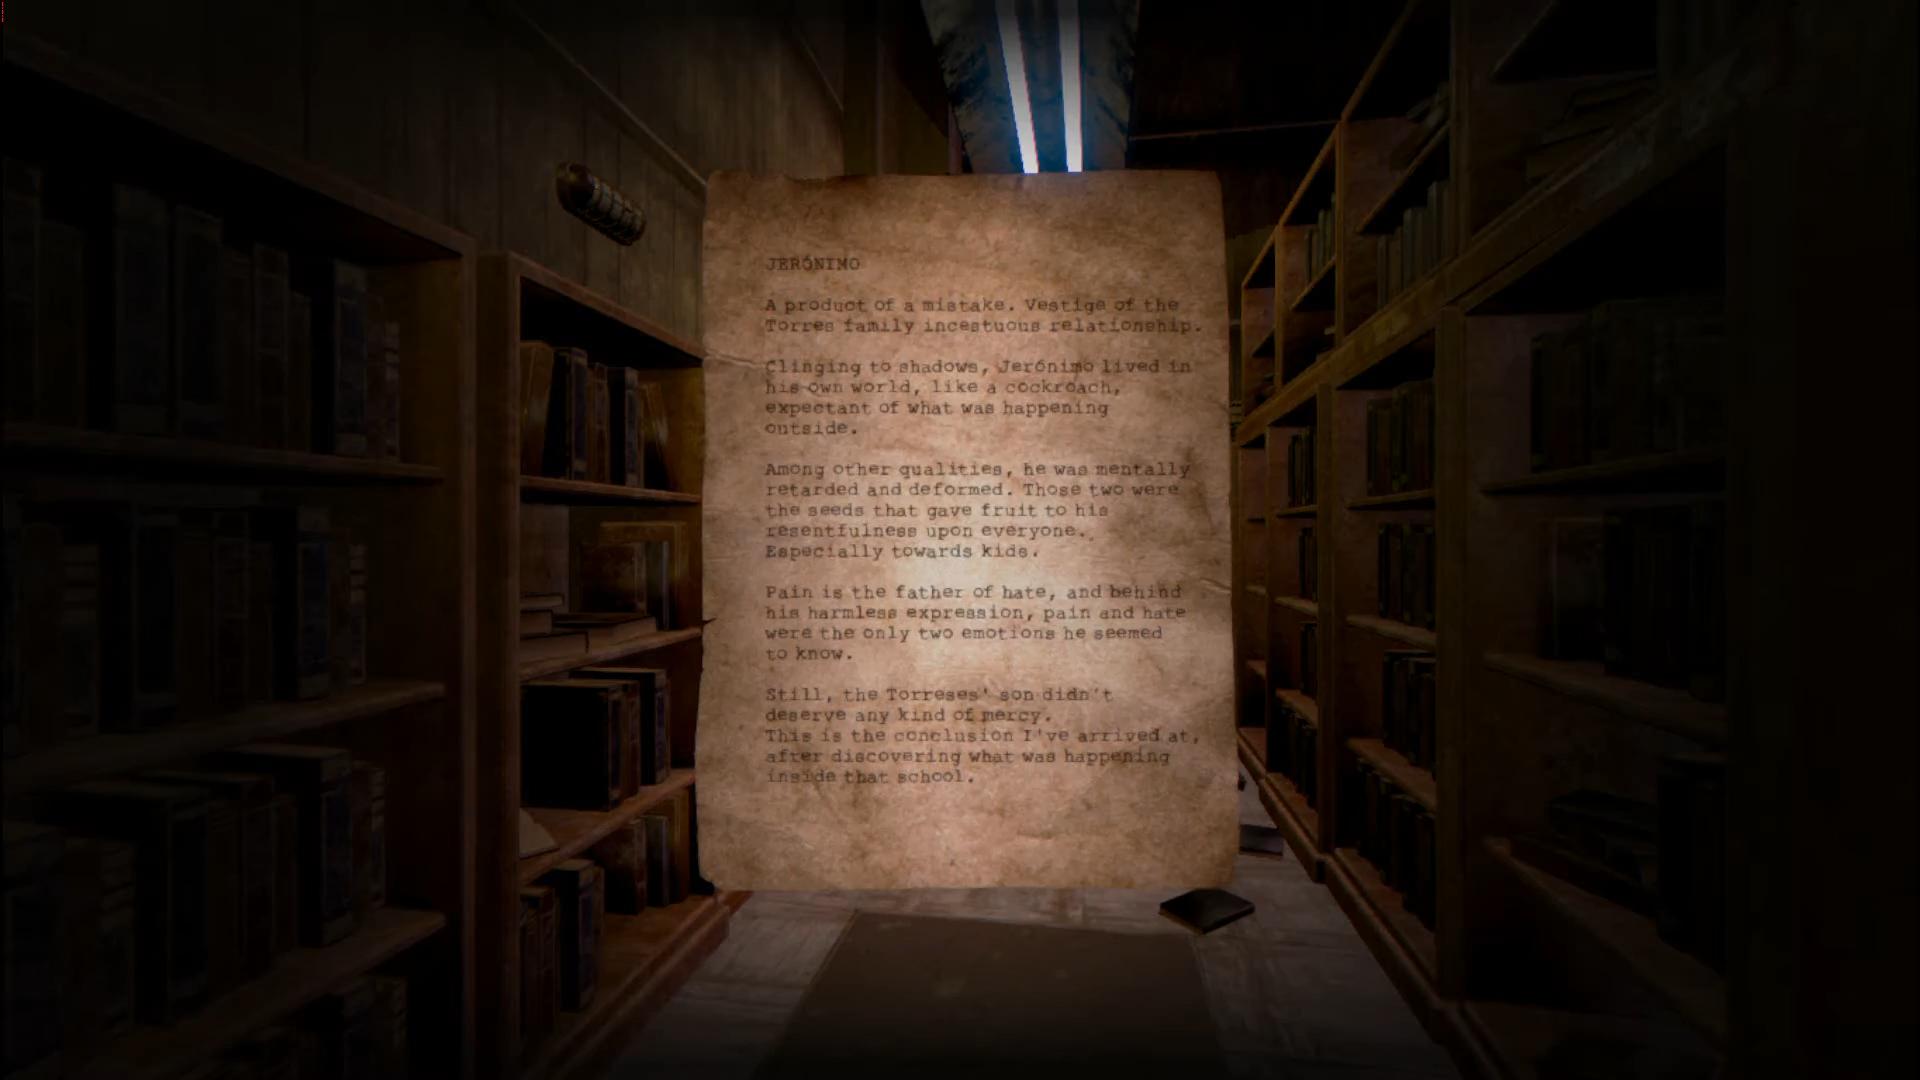 JERÓNIMO
A product of a mistake. Vestige of the
Torres family incestuous relationship.
Clinging to shadows, Jerónimo lived in
his own world, like a cockroach,
expectant of what was happening
outside.
Among other qualities, he was mentally
retarded and deformed. Those two were
the seeds that gave fruit to his
resentfulness upon everyone.
Especially towards kids.
Pain is the father of hate, and behind
his harmless expression, pain and hate
were the only two emotions he seemed
to know.
Still, the Torreses' son didn't
deserve any kind of mercy.
This is the conclusion I've arrived at,
after discovering what was happening
inside that school.